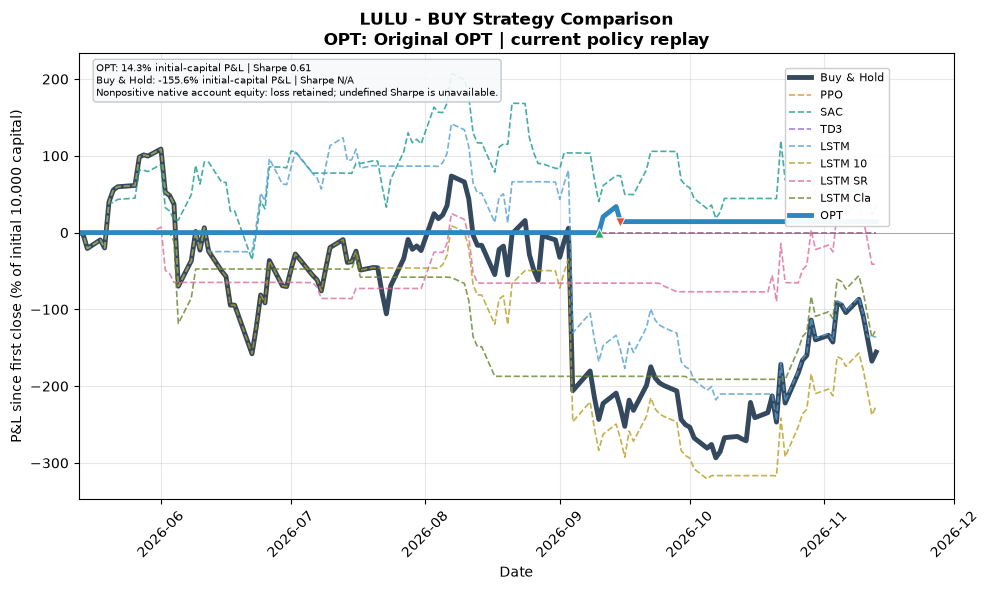 LULU - BUY Strategy Comparison
OPT: Original OPT | current policy replay
OPT: 14.3% initial-capital P&L | Sharpe 0.61
Buy & Hold: -155.6% initial-capital P&L | Sharpe N/A
Nonpositive native account equity: loss retained; undefined Sharpe is unavailable.
Buy & Hold
PPO
SAC
TD3
LSTM
LSTM 10
LSTM SR
LSTM Cla
OPT
P&L since first close (% of initial 10,000 capital)
200
100
0
−100
−200
−300
2026-06
2026-07
2026-08
2026-09
2026-10
2026-11
2026-12
Date